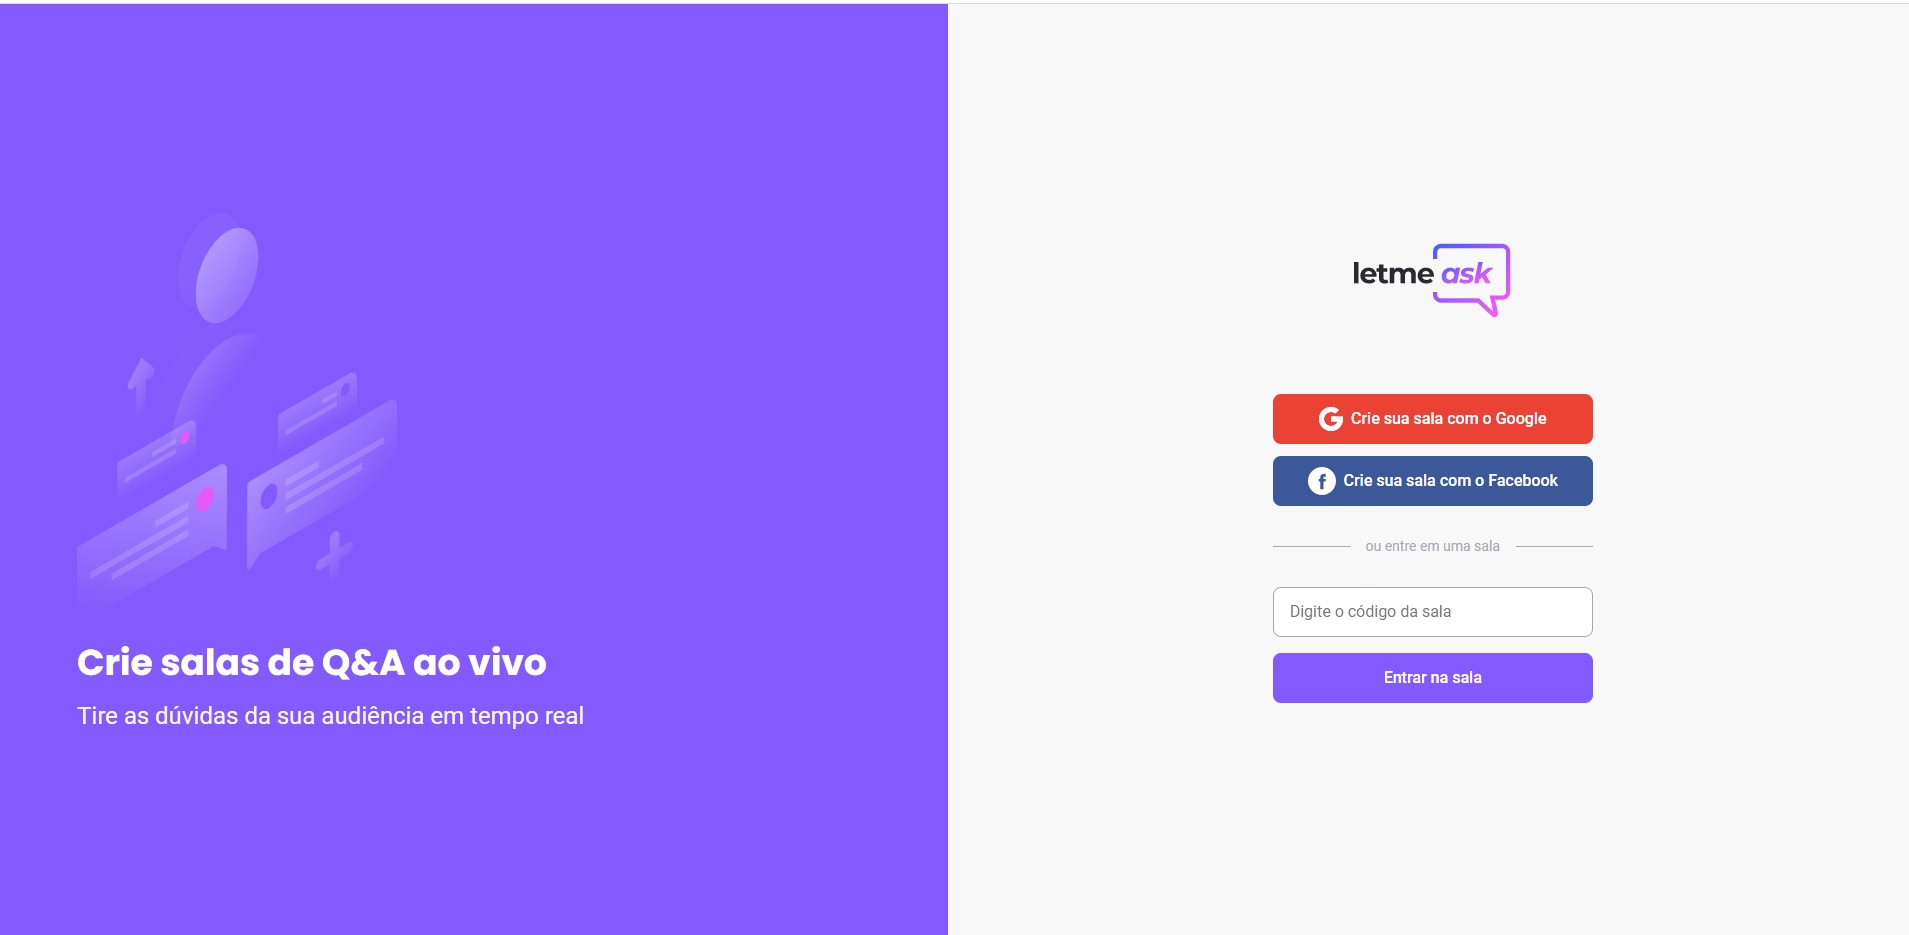 Crie salas de Q&A ao vivo
Tire as dúvidas da sua audiência em tempo real
letme ask
Crie sua sala com o Google
Crie sua sala com o Facebook
ou entre em uma sala
Digite o código da sala
Entrar na sala